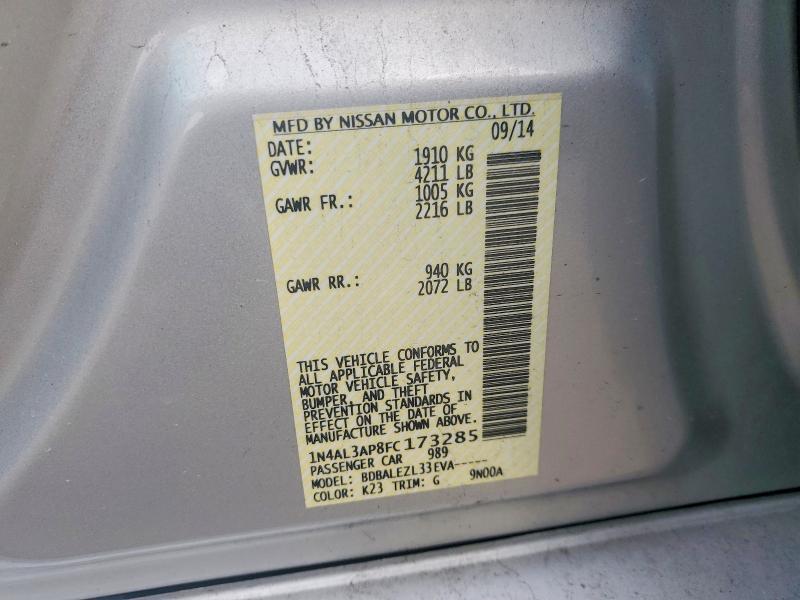 MFD BY NISSAN MOTOR CO., LTD.
DATE: 09/14
GVWR: 1910 KG
4211 LB
GAWR FR.: 1005 KG
2216 LB
GAWR RR.: 940 KG
2072 LB
THIS VEHICLE CONFORMS TO
ALL APPLICABLE FEDERAL
MOTOR VEHICLE SAFETY,
BUMPER, AND THEFT
PREVENTION STANDARDS IN
EFFECT ON THE DATE OF
MANUFACTURE SHOWN ABOVE.
1N4AL3AP8FC173285
PASSENGER CAR 989
MODEL: BDBALEZL33EVA-----
COLOR: K23 TRIM: G 9N00A